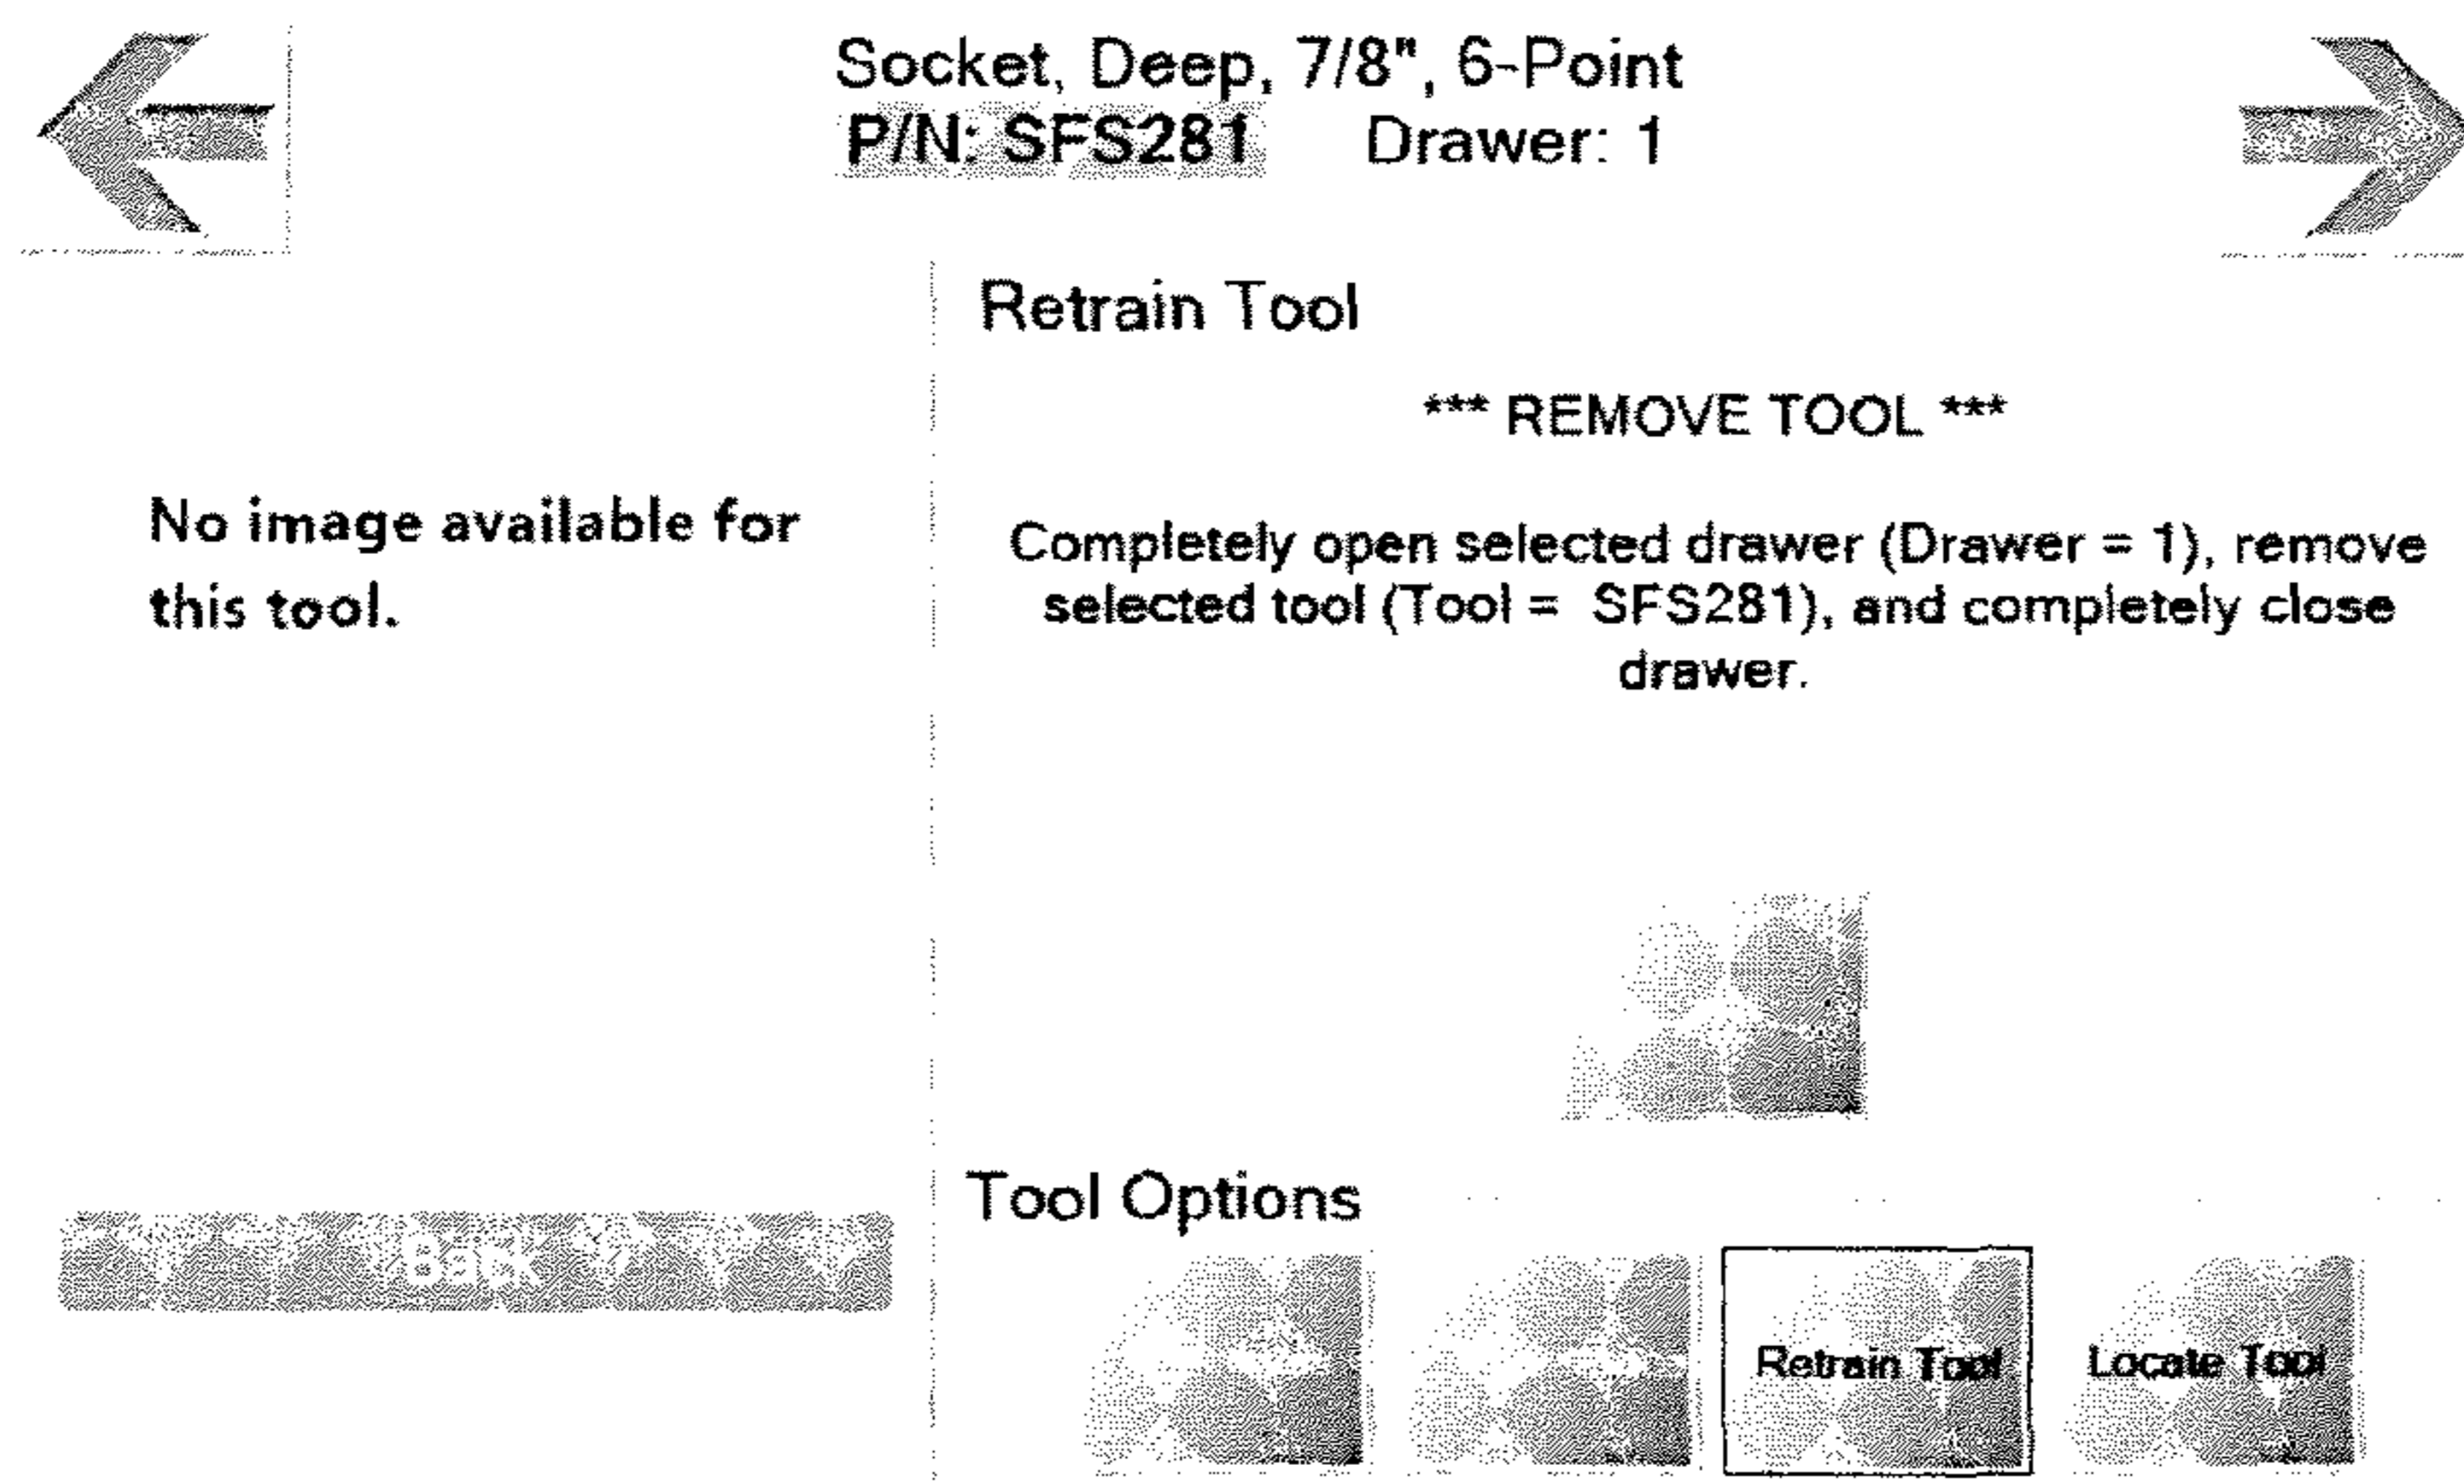 Socket, Deep, 7/8", 6-Point
P/N: SFS281 Drawer: 1
Retrain Tool
*** REMOVE TOOL ***
No image available for
this tool.
Completely open selected drawer (Drawer = 1), remove
selected tool (Tool = SFS281), and completely close
drawer.
Tool Options
Back
Retrain Tool
Locate Tool